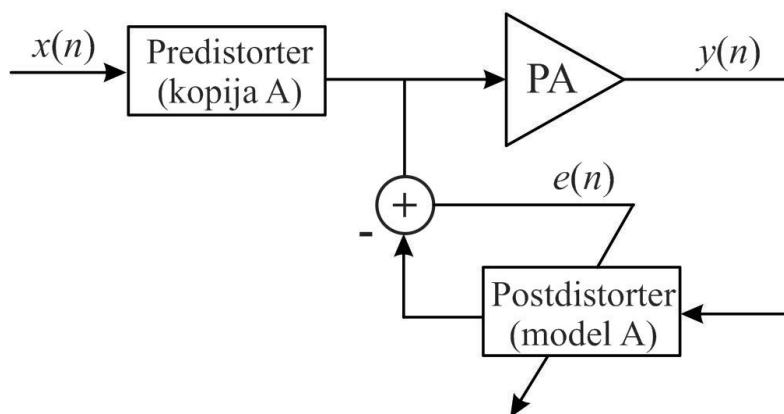 x(n)
Predistorter
(kopija A)
PA
y(n)
e(n)
+
-
Postdistorter
(model A)